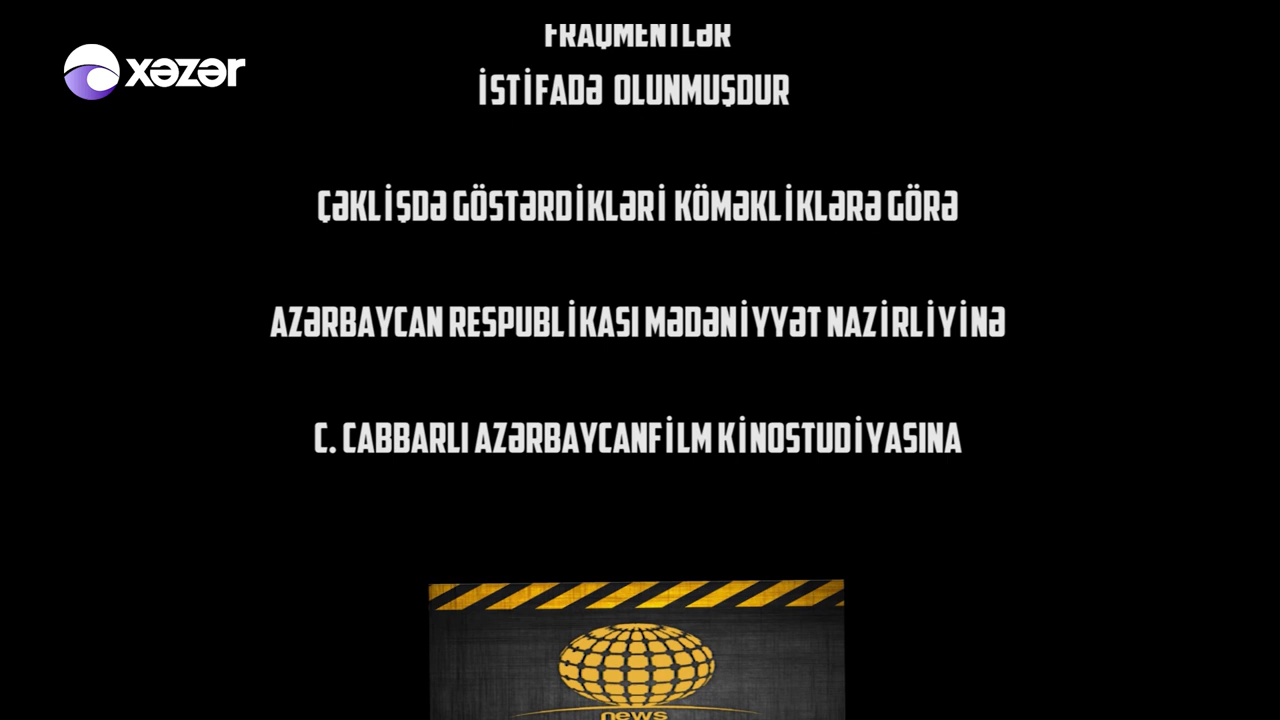 xəzər
FRAQMENTLƏR
İSTİFADƏ OLUNMUŞDUR
ÇƏKLİŞDƏ GÖSTƏRDİKLƏRİ KÖMƏKLİKLƏRƏ GÖRƏ
AZƏRBAYCAN RESPUBLİKASI MƏDƏNİYYƏT NAZİRLİYİNƏ
C. CABBARLI AZƏRBAYCANFİLM KİNOSTUDİYASINA
news